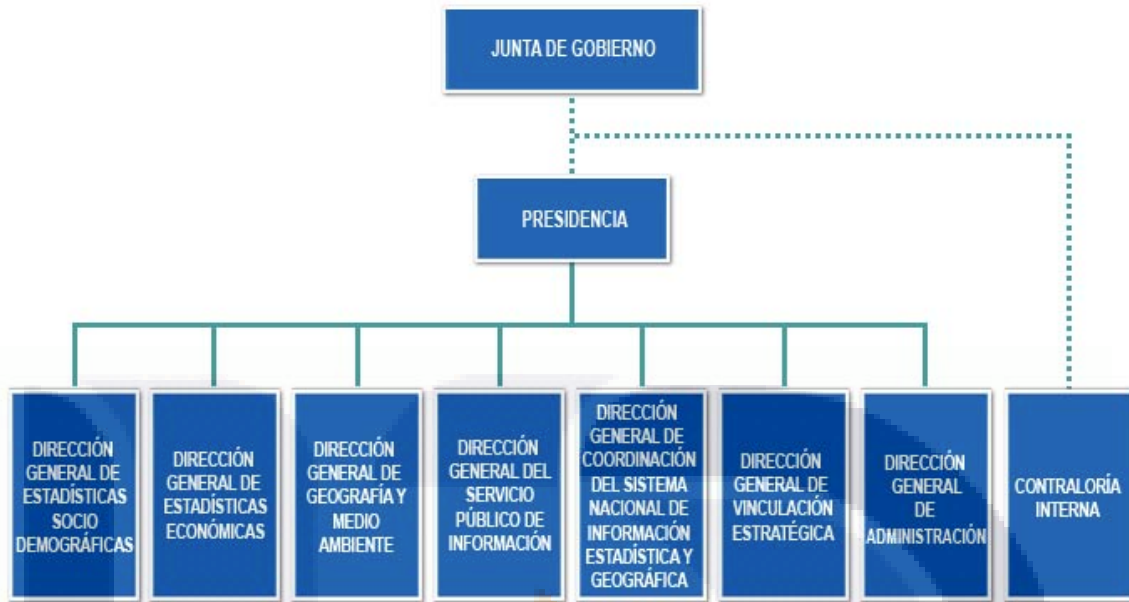 JUNTA DE GOBIERNO
PRESIDENCIA
DIRECCIÓN
GENERAL DE
ESTADÍSTICAS
SOCIO
DEMOGRÁFICAS
DIRECCIÓN
GENERAL DE
ESTADÍSTICAS
ECONÓMICAS
DIRECCIÓN
GENERAL DE
GEOGRAFÍA Y
MEDIO
AMBIENTE
DIRECCIÓN
GENERAL DEL
SERVICIO
PÚBLICO DE
INFORMACIÓN
DIRECCIÓN
GENERAL DE
COORDINACIÓN
DEL SISTEMA
NACIONAL DE
INFORMACIÓN
ESTADÍSTICA Y
GEOGRÁFICA
DIRECCIÓN
GENERAL DE
VINCULACIÓN
ESTRATÉGICA
DIRECCIÓN
GENERAL
DE
ADMINISTRACIÓN
CONTRALORÍA
INTERNA